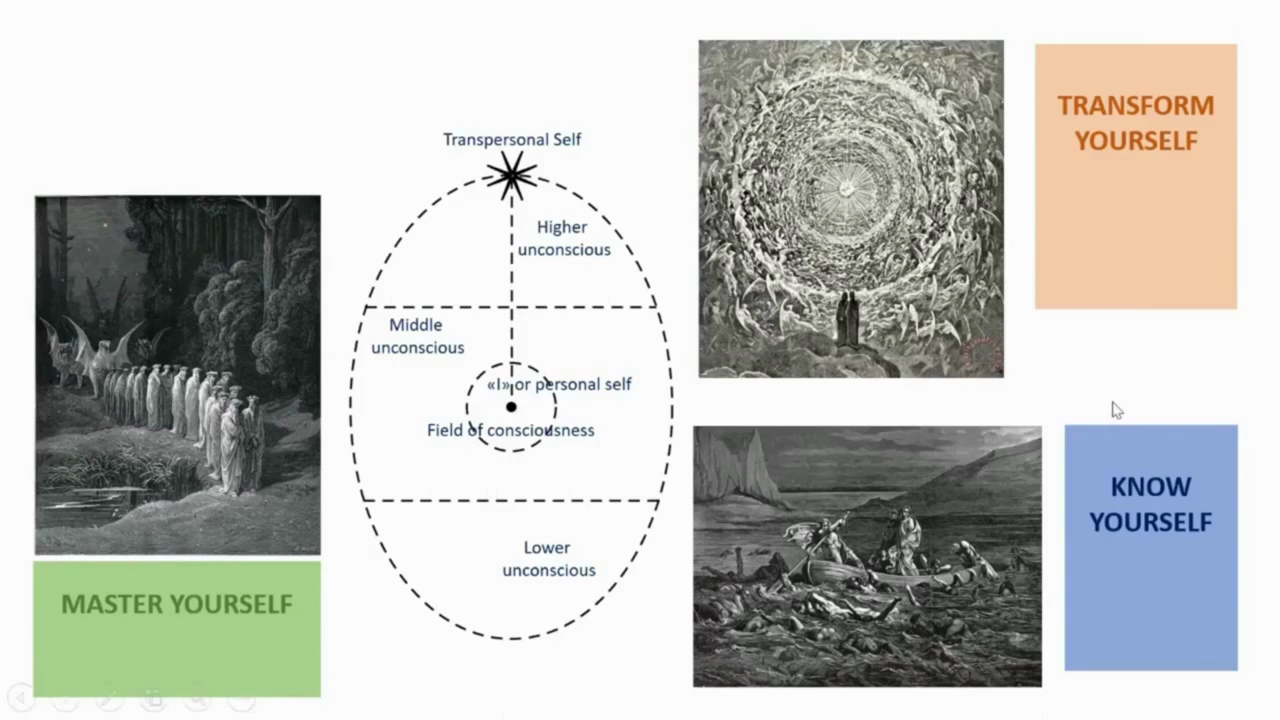 Transpersonal Self
Higher
unconscious
Middle
unconscious
«I» or personal self
Field of consciousness
Lower
unconscious
MASTER YOURSELF
TRANSFORM
YOURSELF
KNOW
YOURSELF